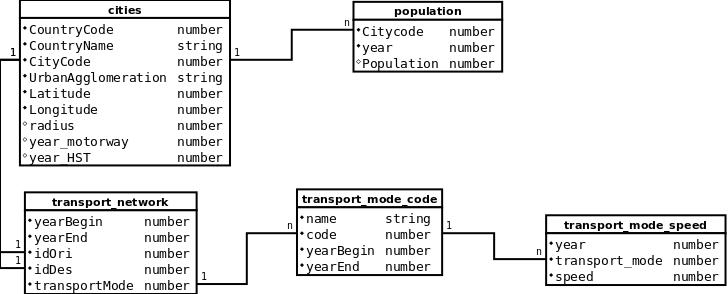 cities
CountryCode number
CountryName string
CityCode number
UrbanAgglomeration string
Latitude number
Longitude number
radius number
year_motorway number
year_HST number
1
1
n
population
Citycode number
year number
Population number
transport_network
yearBegin number
yearEnd number
idOri number
idDes number
transportMode number
1
1
1
n
transport_mode_code
name string
code number
yearBegin number
yearEnd number
1
n
transport_mode_speed
year number
transport_mode number
speed number